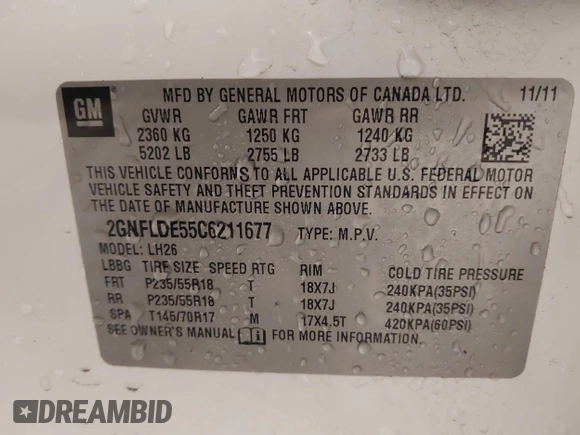 GM
MFD BY GENERAL MOTORS OF CANADA LTD. 11/11
GVWR GAWR FRT GAWR RR
2360 KG 1250 KG 1240 KG
5202 LB 2755 LB 2733 LB
THIS VEHICLE CONFORMS TO ALL APPLICABLE U.S. FEDERAL MOTOR
VEHICLE SAFETY AND THEFT PREVENTION STANDARDS IN EFFECT ON
THE DATE OF MANUFACTURE SHOWN ABOVE.
2GNFLDE55C6211677 TYPE: M.P.V.
MODEL: LH26
LBBG TIRE SIZE SPEED RTG RIM COLD TIRE PRESSURE
FRT P235/55R18 T 18X7J 240KPA(35PSI)
RR P235/55R18 T 18X7J 240KPA(35PSI)
SPA T145/70R17 M 17X4.5T 420KPA(60PSI)
SEE OWNER'S MANUAL FOR MORE INFORMATION.
DREAMBID